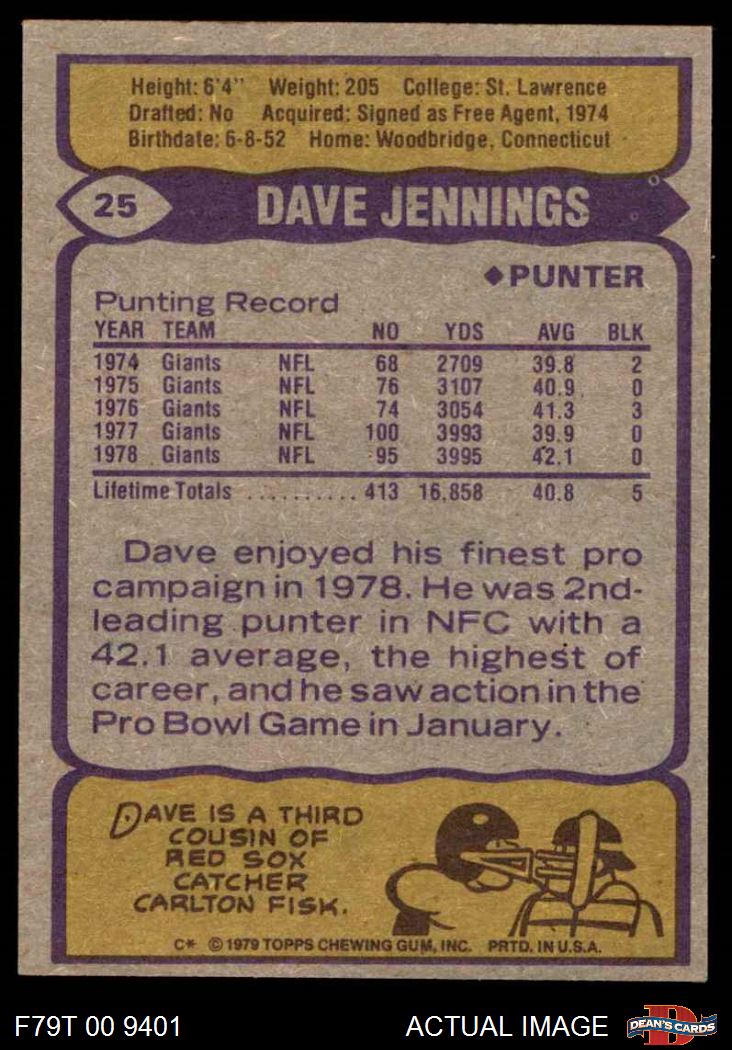 Height: 6'4" Weight: 205 College: St. Lawrence
Drafted: No Acquired: Signed as Free Agent, 1974
Birthdate: 6-8-52 Home: Woodbridge, Connecticut
25 DAVE JENNINGS
◆PUNTER
Punting Record
YEAR TEAM NO YDS AVG BLK
1974 Giants NFL 68 2709 39.8 2
1975 Giants NFL 76 3107 40.9 0
1976 Giants NFL 74 3054 41.3 3
1977 Giants NFL 100 3993 39.9 0
1978 Giants NFL 95 3995 42.1 0
Lifetime Totals .......... 413 16,858 40.8 5
Dave enjoyed his finest pro
campaign in 1978. He was 2nd-
leading punter in NFC with a
42.1 average, the highest of
career, and he saw action in the
Pro Bowl Game in January.
DAVE IS A THIRD
COUSIN OF
RED SOX
CATCHER
CARLTON FISK.
C* © 1979 TOPPS CHEWING GUM, INC. PRTD. IN U.S.A.
F79T 00 9401 ACTUAL IMAGE D DEAN'S CARDS